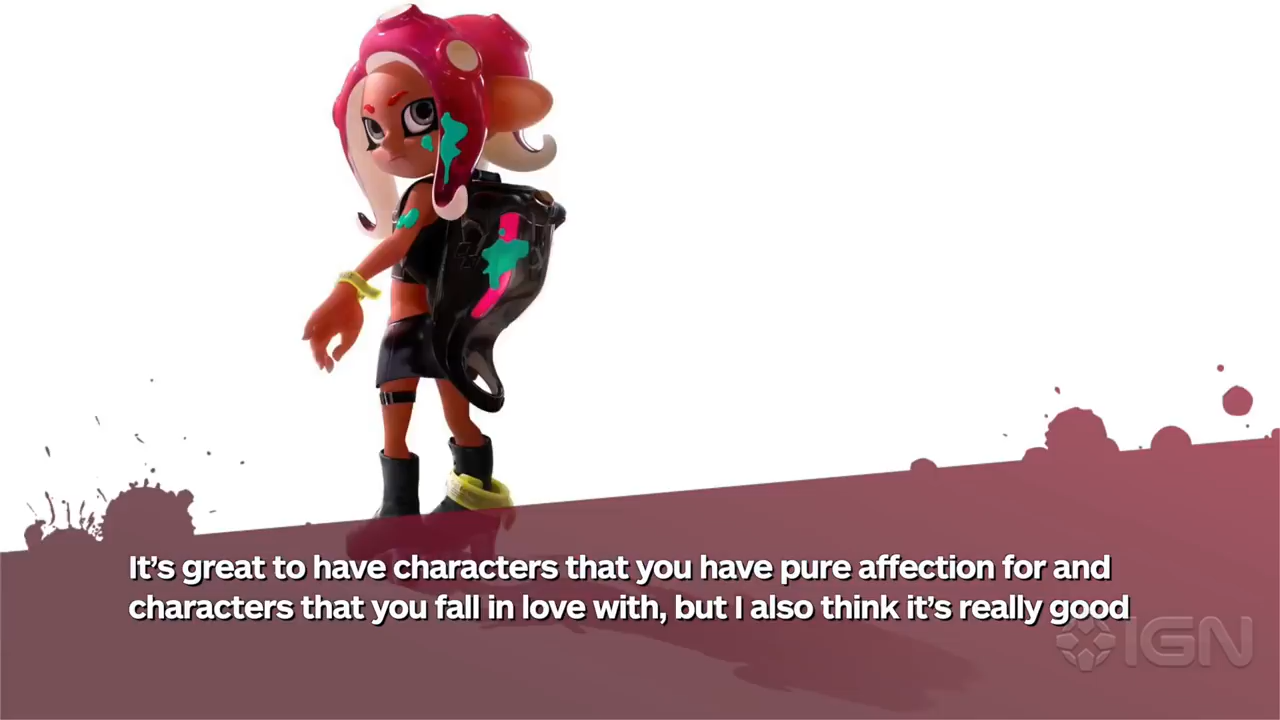 It's great to have characters that you have pure affection for and
characters that you fall in love with, but I also think it's really good
IGN